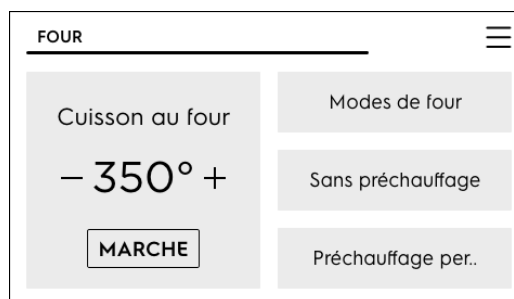 FOUR
Cuisson au four
− 350° +
MARCHE
Modes de four
Sans préchauffage
Préchauffage per..